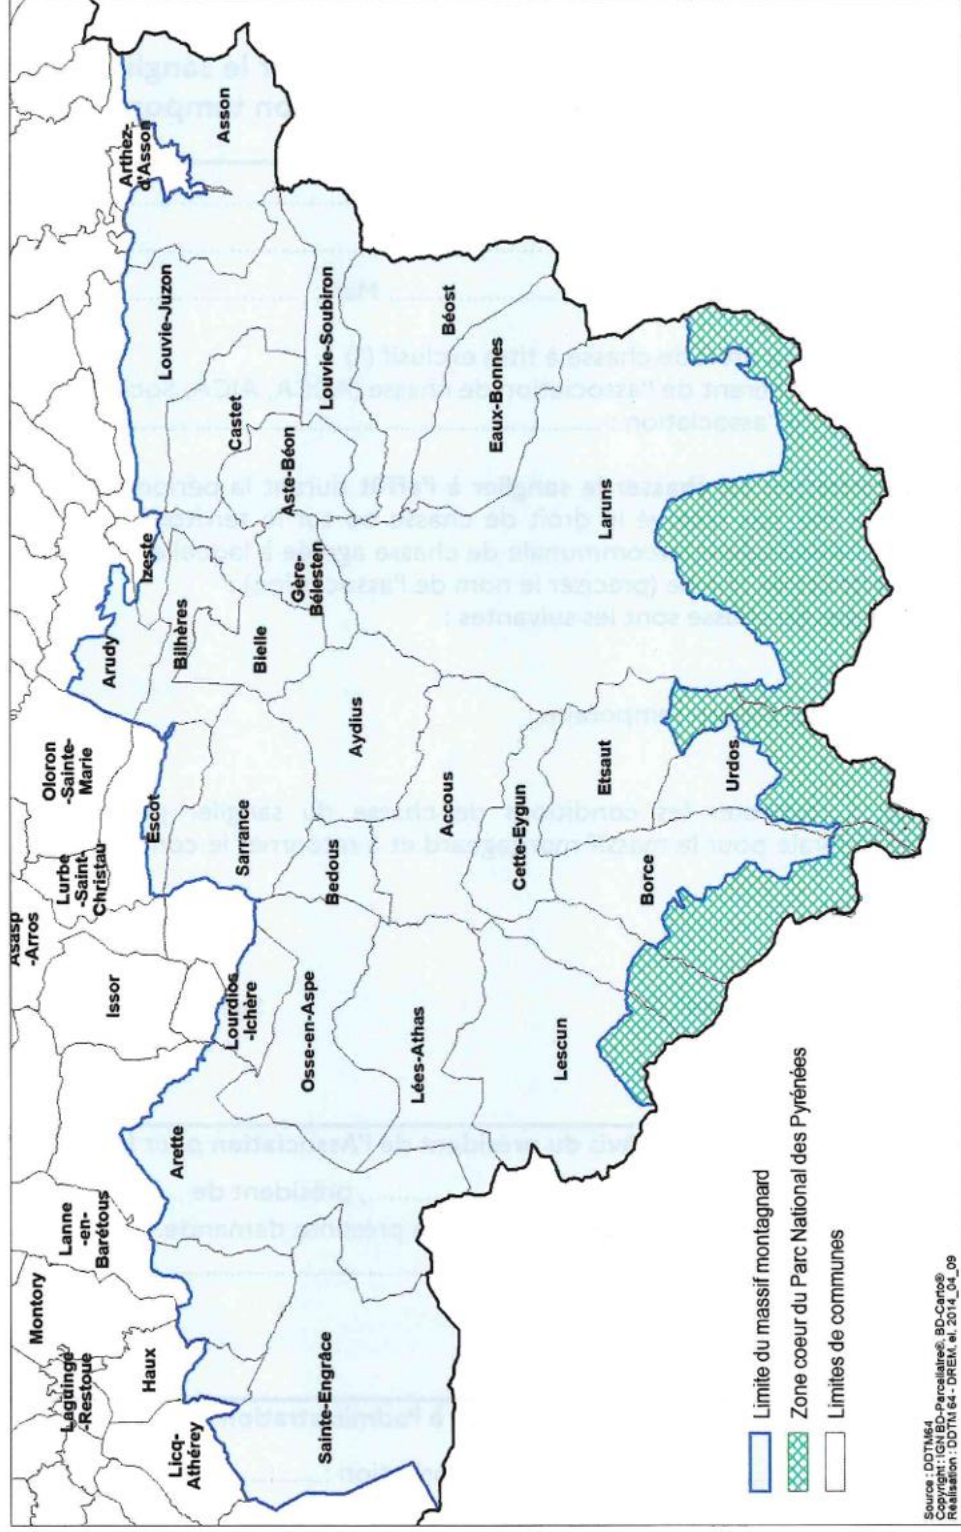 Montory
Laguinge
-Restoue
Haux
Licq-
Athérey
Lanne
-en-
Barétous
Arette
Sainte-Engrâce
Asasp
-Arros
Issor
Lourdios
-Ichère
Osse-en-Aspe
Lées-Athas
Lescun
Lurbe
-Saint-
Christau
Oloron
-Sainte-
Marie
Escot
Sarrance
Bedous
Aydius
Accous
Cette-Eygun
Etsaut
Borce
Urdos
Arudy
Izeste
Bilhères
Bielle
Gère-
Bélesten
Aste-Béon
Castet
Louvie-Juzon
Louvie-Soubiron
Béost
Eaux-Bonnes
Laruns
Arthez-
d'Asson
Asson
Limite du massif montagnard
Zone coeur du Parc National des Pyrénées
Limites de communes
Source : DDTM64
Copyright : IGN BD-Parcellaire®, BD-Carto®
Réalisation : DDTM 64 - DREM, el, 2014_04_09